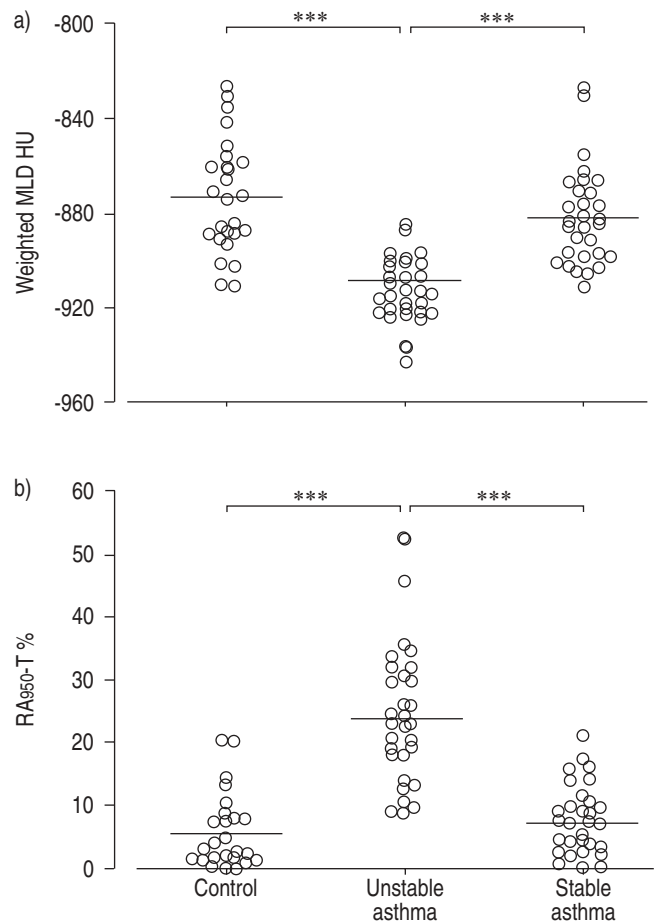 a)
-800
-840
-880
-920
-960
Weighted MLD HU
***
***
b)
60
50
40
30
20
10
0
RA950-T %
***
***
Control
Unstable
asthma
Stable
asthma